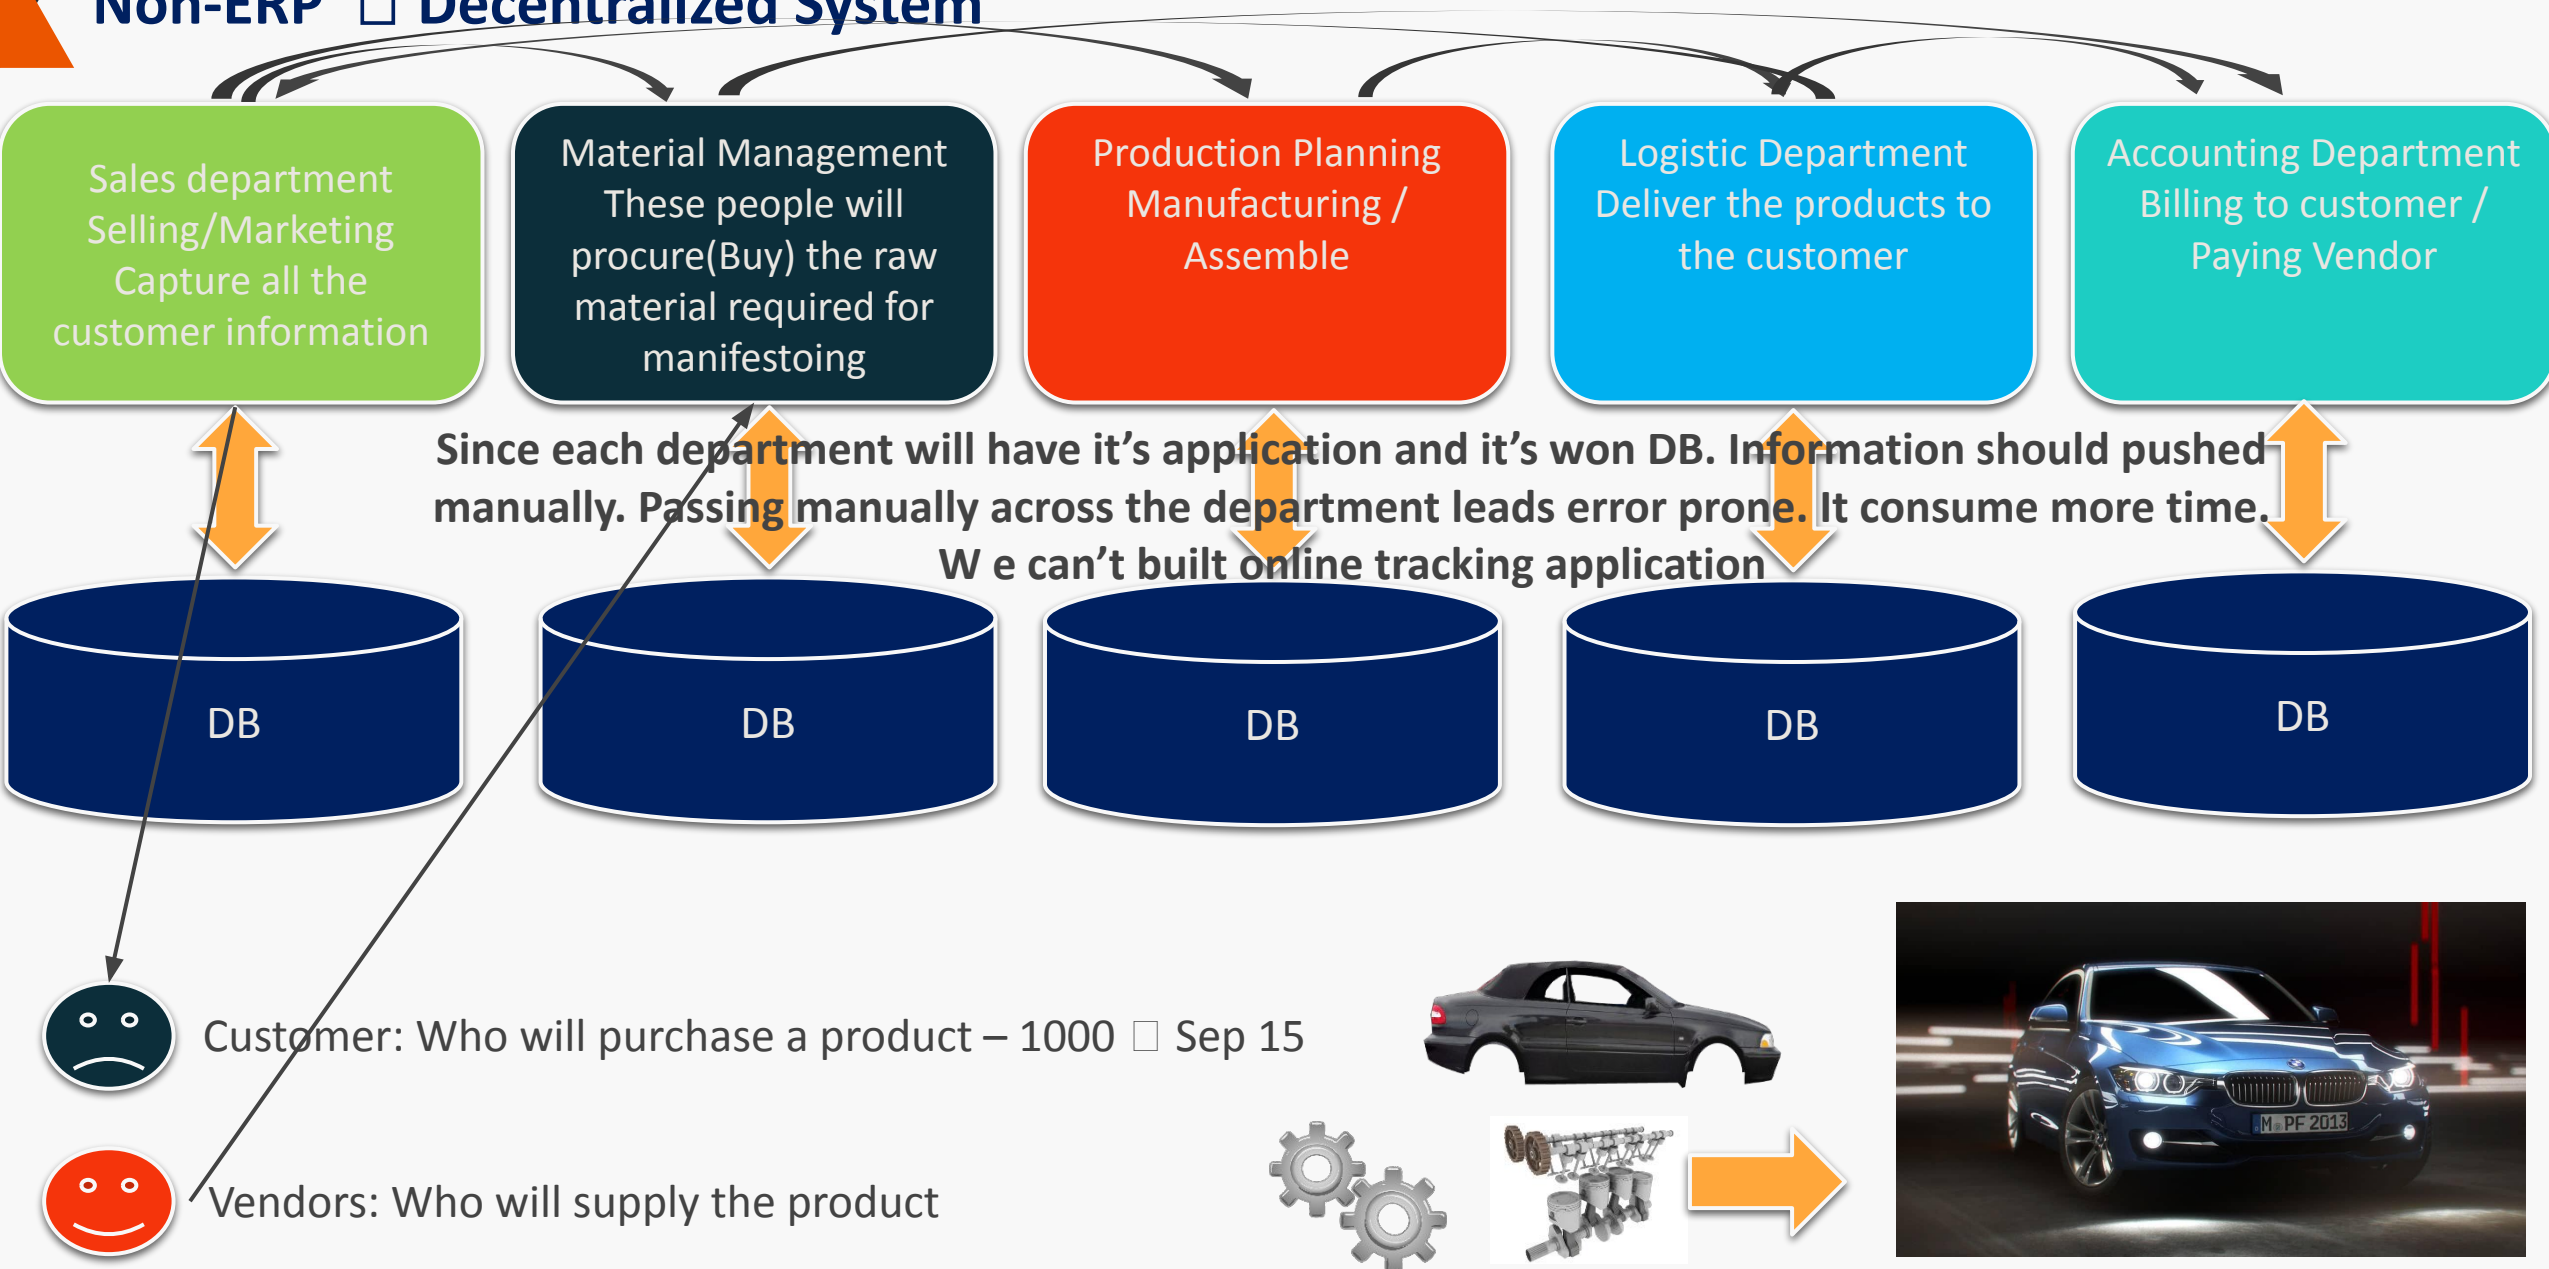 Non-ERP □ Decentralized System
Sales department
Selling/Marketing
Capture all the
customer information
Material Management
These people will
procure(Buy) the raw
material required for
manifestoing
Production Planning
Manufacturing /
Assemble
Logistic Department
Deliver the products to
the customer
Accounting Department
Billing to customer /
Paying Vendor
Since each department will have it’s application and it’s won DB. Information should pushed
manually. Passing manually across the department leads error prone. It consume more time.
W e can’t built online tracking application
DB
DB
DB
DB
DB
Customer: Who will purchase a product – 1000 □ Sep 15
Vendors: Who will supply the product
M PF 2013